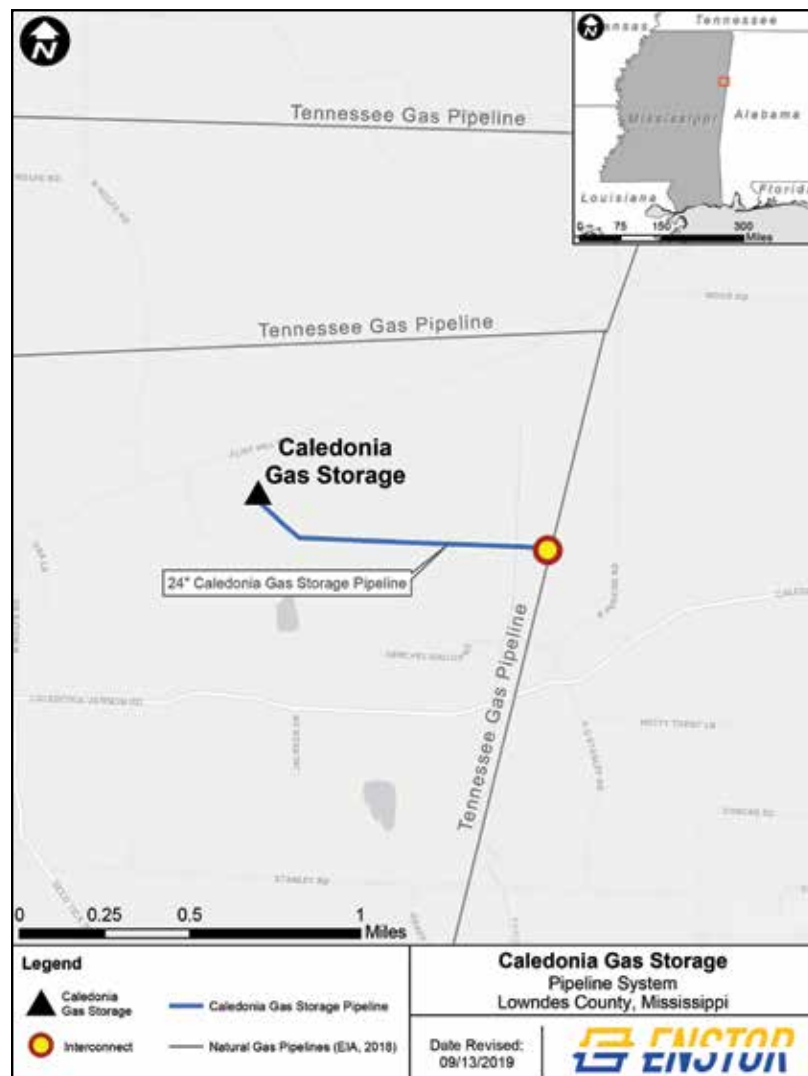 N
N
Tennessee
Mississippi
Alabama
Louisiana
Florid
0 75 150 300
Miles
Tennessee Gas Pipeline
Tennessee Gas Pipeline
Caledonia
Gas Storage
24" Caledonia Gas Storage Pipeline
Tennessee Gas Pipeline
STANLEY RD
0 0.25 0.5 1
Miles
Legend
Caledonia
Gas Storage
Caledonia Gas Storage Pipeline
Interconnect
Natural Gas Pipelines (EIA, 2018)
Caledonia Gas Storage
Pipeline System
Lowndes County, Mississippi
Date Revised:
09/13/2019
ENSTOR